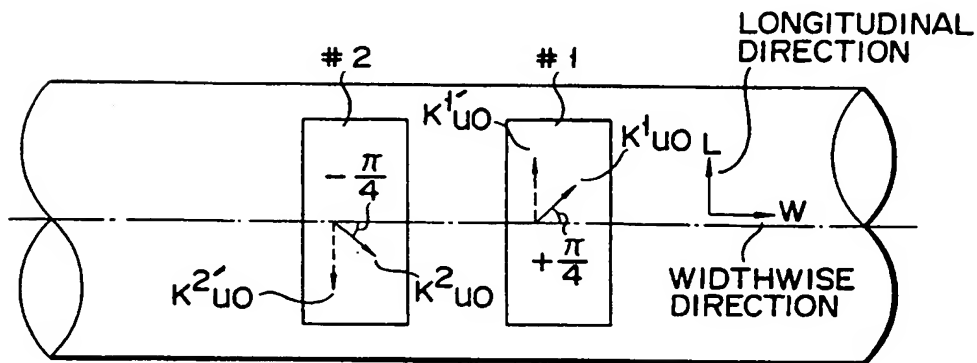 LONGITUDINAL
DIRECTION
#2
#1
K¹´uo
K¹uo
L
W
− π/4
+ π/4
K²´uo
K²uo
WIDTHWISE
DIRECTION